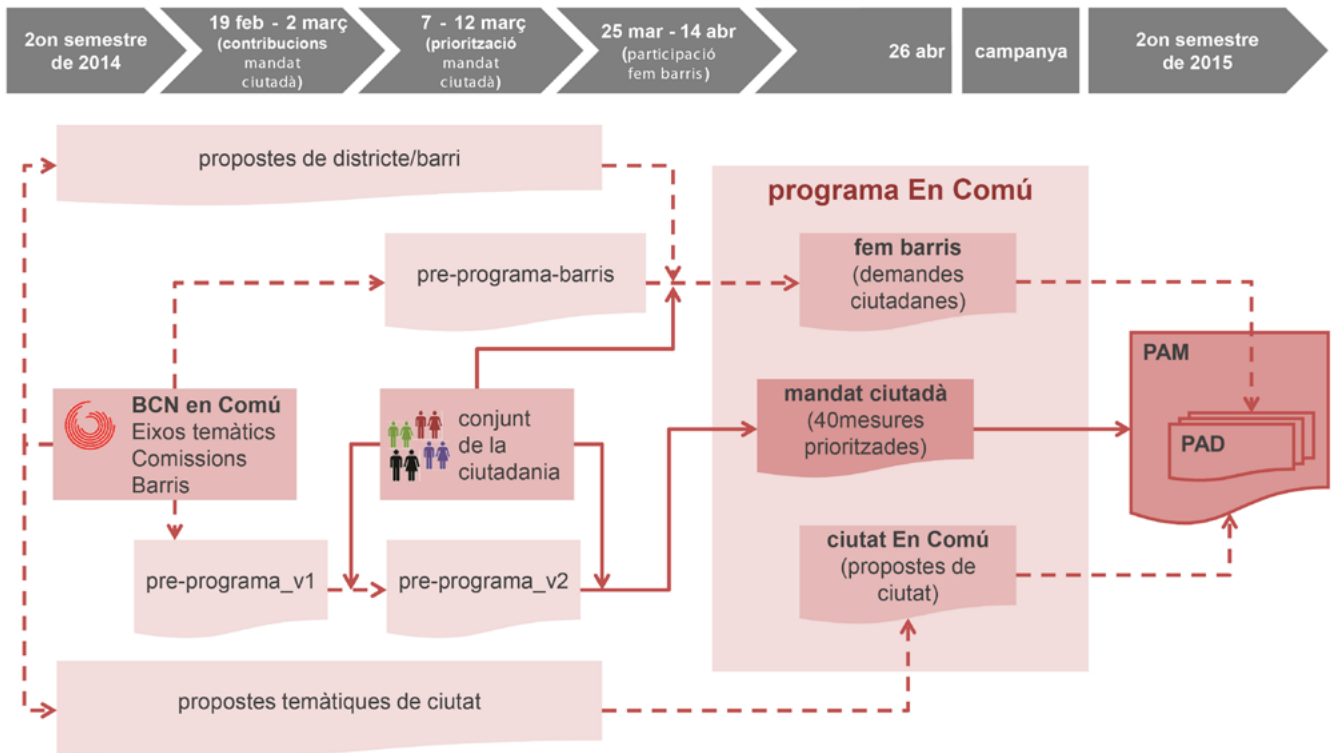 2on semestre
de 2014
19 feb - 2 març
(contribucions
mandat
ciutadà)
7 - 12 març
(priorització
mandat
ciutadà)
25 mar - 14 abr
(participació
fem barris)
26 abr
campanya
2on semestre
de 2015
propostes de districte/barri
programa En Comú
pre-programa-barris
fem barris
(demandes
ciutadanes)
BCN en Comú
Eixos temàtics
Comissions
Barris
conjunt
de la
ciutadania
mandat ciutadà
(40mesures
prioritzades)
PAM
PAD
pre-programa_v1
pre-programa_v2
ciutat En Comú
(propostes de
ciutat)
propostes temàtiques de ciutat